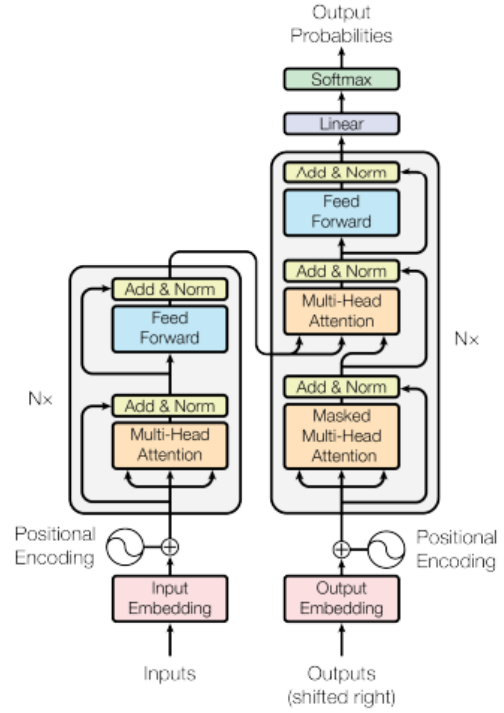 Output
Probabilities
Softmax
Linear
Add & Norm
Feed
Forward
Add & Norm
Multi-Head
Attention
Add & Norm
Masked
Multi-Head
Attention
Nx
Positional
Encoding
Output
Embedding
Outputs
(shifted right)
Add & Norm
Feed
Forward
Add & Norm
Multi-Head
Attention
N×
Positional
Encoding
Input
Embedding
Inputs